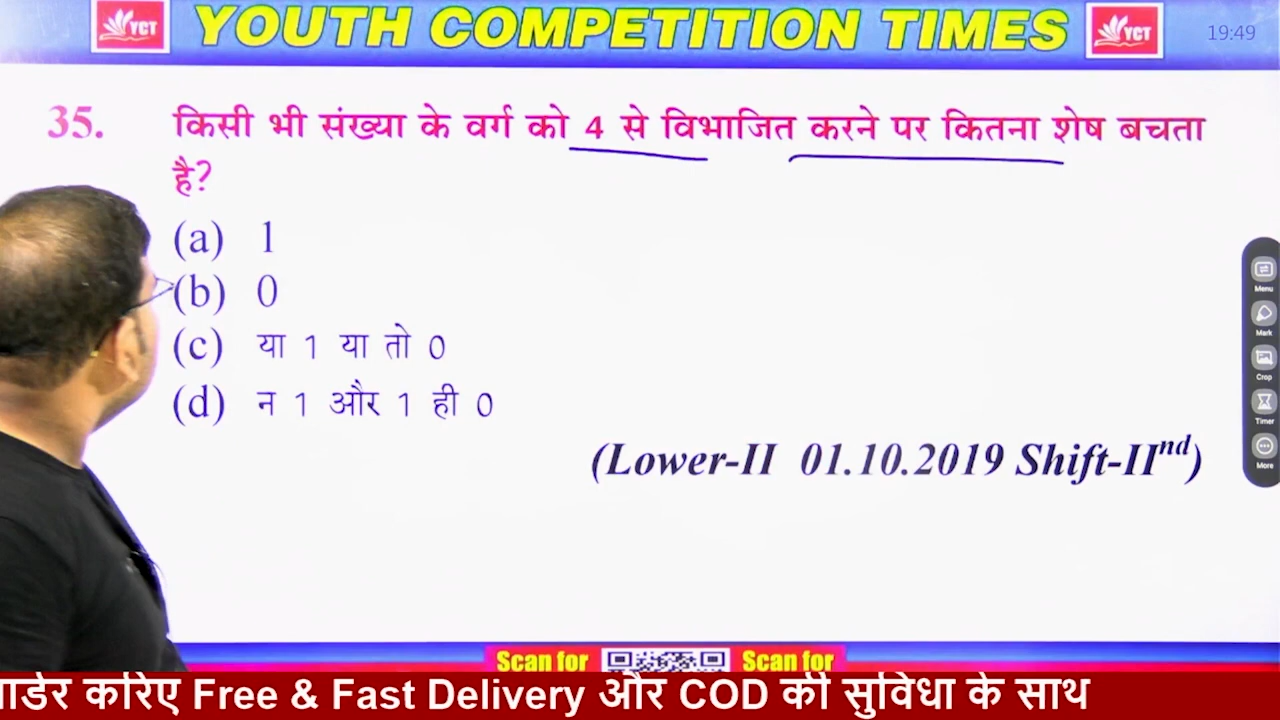 YCT
YOUTH COMPETITION TIMES
YCT
19:49
35. किसी भी संख्या के वर्ग को 4 से विभाजित करने पर कितना शेष बचता
है?
(a) 1
(b) 0
(c) या 1 या तो 0
(d) न 1 और 1 ही 0
(Lower-II 01.10.2019 Shift-IInd)
Menu
Mark
Crop
Timer
More
Scan for
Scan for
करिए Free & Fast Delivery और COD की सुविधा के साथ